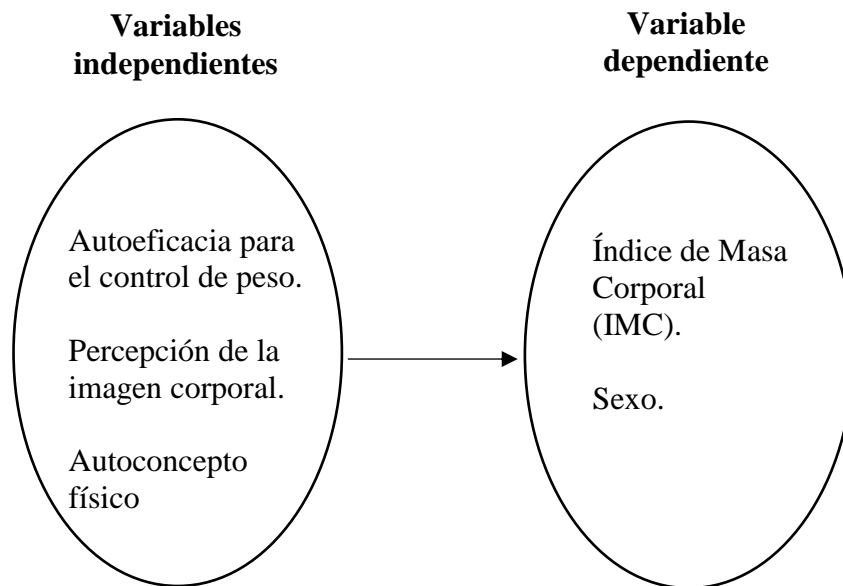 Variables
independientes
Variable
dependiente
Autoeficacia para
el control de peso.
Percepción de la
imagen corporal.
Autoconcepto
físico
Índice de Masa
Corporal
(IMC).
Sexo.